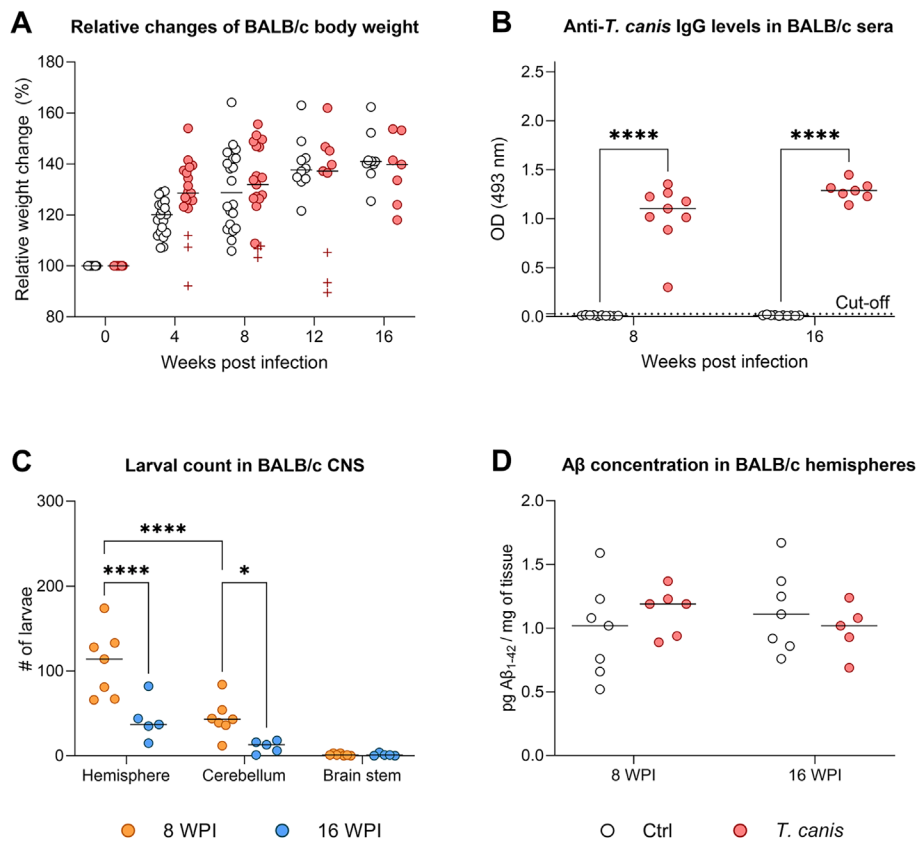 A
Relative changes of BALB/c body weight
Relative weight change (%)
180
160
140
120
100
80
0
4
8
12
16
Weeks post infection
B
Anti-T. canis IgG levels in BALB/c sera
OD (493 nm)
2.5
2.0
1.5
1.0
0.5
0.0
****
****
Cut-off
8
16
Weeks post infection
C
Larval count in BALB/c CNS
# of larvae
300
200
100
0
****
****
*
Hemisphere
Cerebellum
Brain stem
8 WPI
16 WPI
D
Aβ concentration in BALB/c hemispheres
pg Aβ1-42 / mg of tissue
2.0
1.5
1.0
0.5
0.0
8 WPI
16 WPI
Ctrl
T. canis